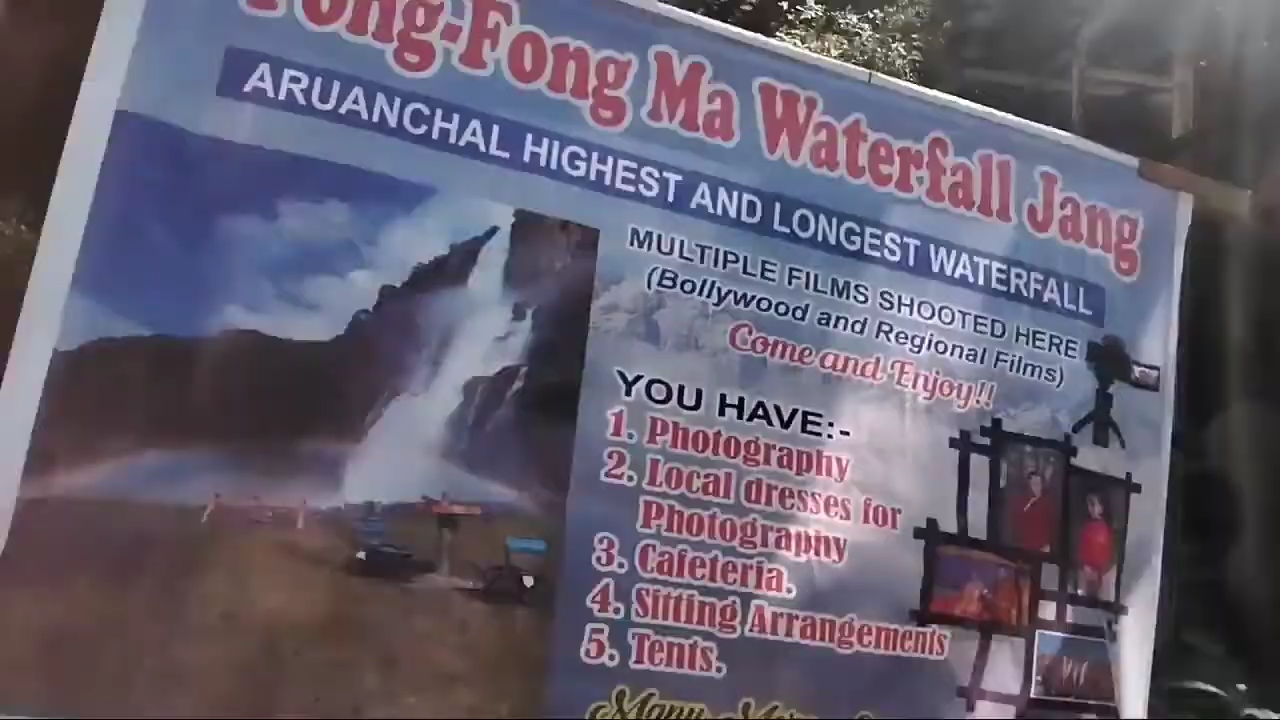 Fong-Fong Ma Waterfall Jang
ARUANCHAL HIGHEST AND LONGEST WATERFALL
MULTIPLE FILMS SHOOTED HERE
(Bollywood and Regional Films)
Come and Enjoy!!
YOU HAVE:-
1. Photography
2. Local dresses for
Photography
3. Cafeteria.
4. Sitting Arrangements
5. Tents.
Many